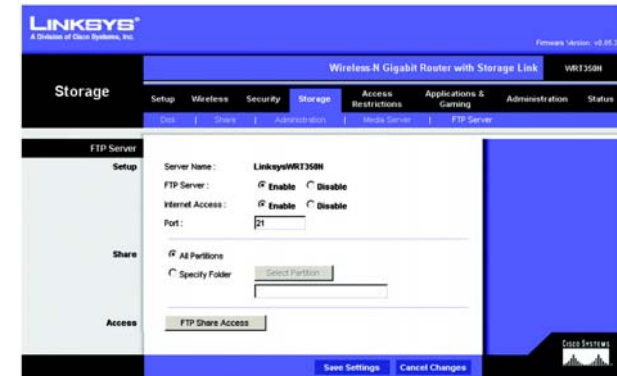 LINKSYS®
A Division of Cisco Systems, Inc.
Firmware Version: v0.05.3
Wireless-N Gigabit Router with Storage Link WRT350N
Storage
Setup Wireless Security Storage Access Restrictions Applications & Gaming Administration Status
Disk | Share | Administration | Media Server | FTP Server
FTP Server
Setup
Server Name : LinksysWRT350N
FTP Server : Enable Disable
Internet Access : Enable Disable
Port : 21
Share
All Partitions
Specify Folder Select Partition
Access
FTP Share Access
Save Settings Cancel Changes
CISCO SYSTEMS